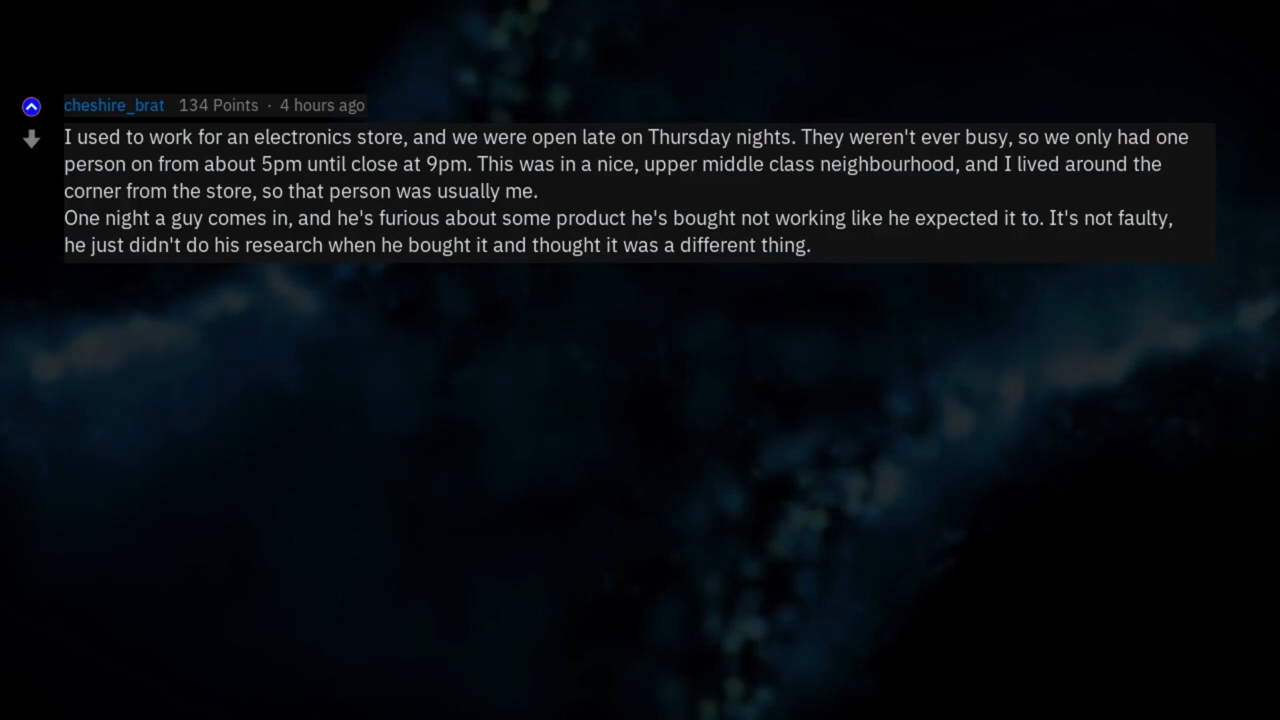 cheshire_brat 134 Points · 4 hours ago
I used to work for an electronics store, and we were open late on Thursday nights. They weren't ever busy, so we only had one
person on from about 5pm until close at 9pm. This was in a nice, upper middle class neighbourhood, and I lived around the
corner from the store, so that person was usually me.
One night a guy comes in, and he's furious about some product he's bought not working like he expected it to. It's not faulty,
he just didn't do his research when he bought it and thought it was a different thing.